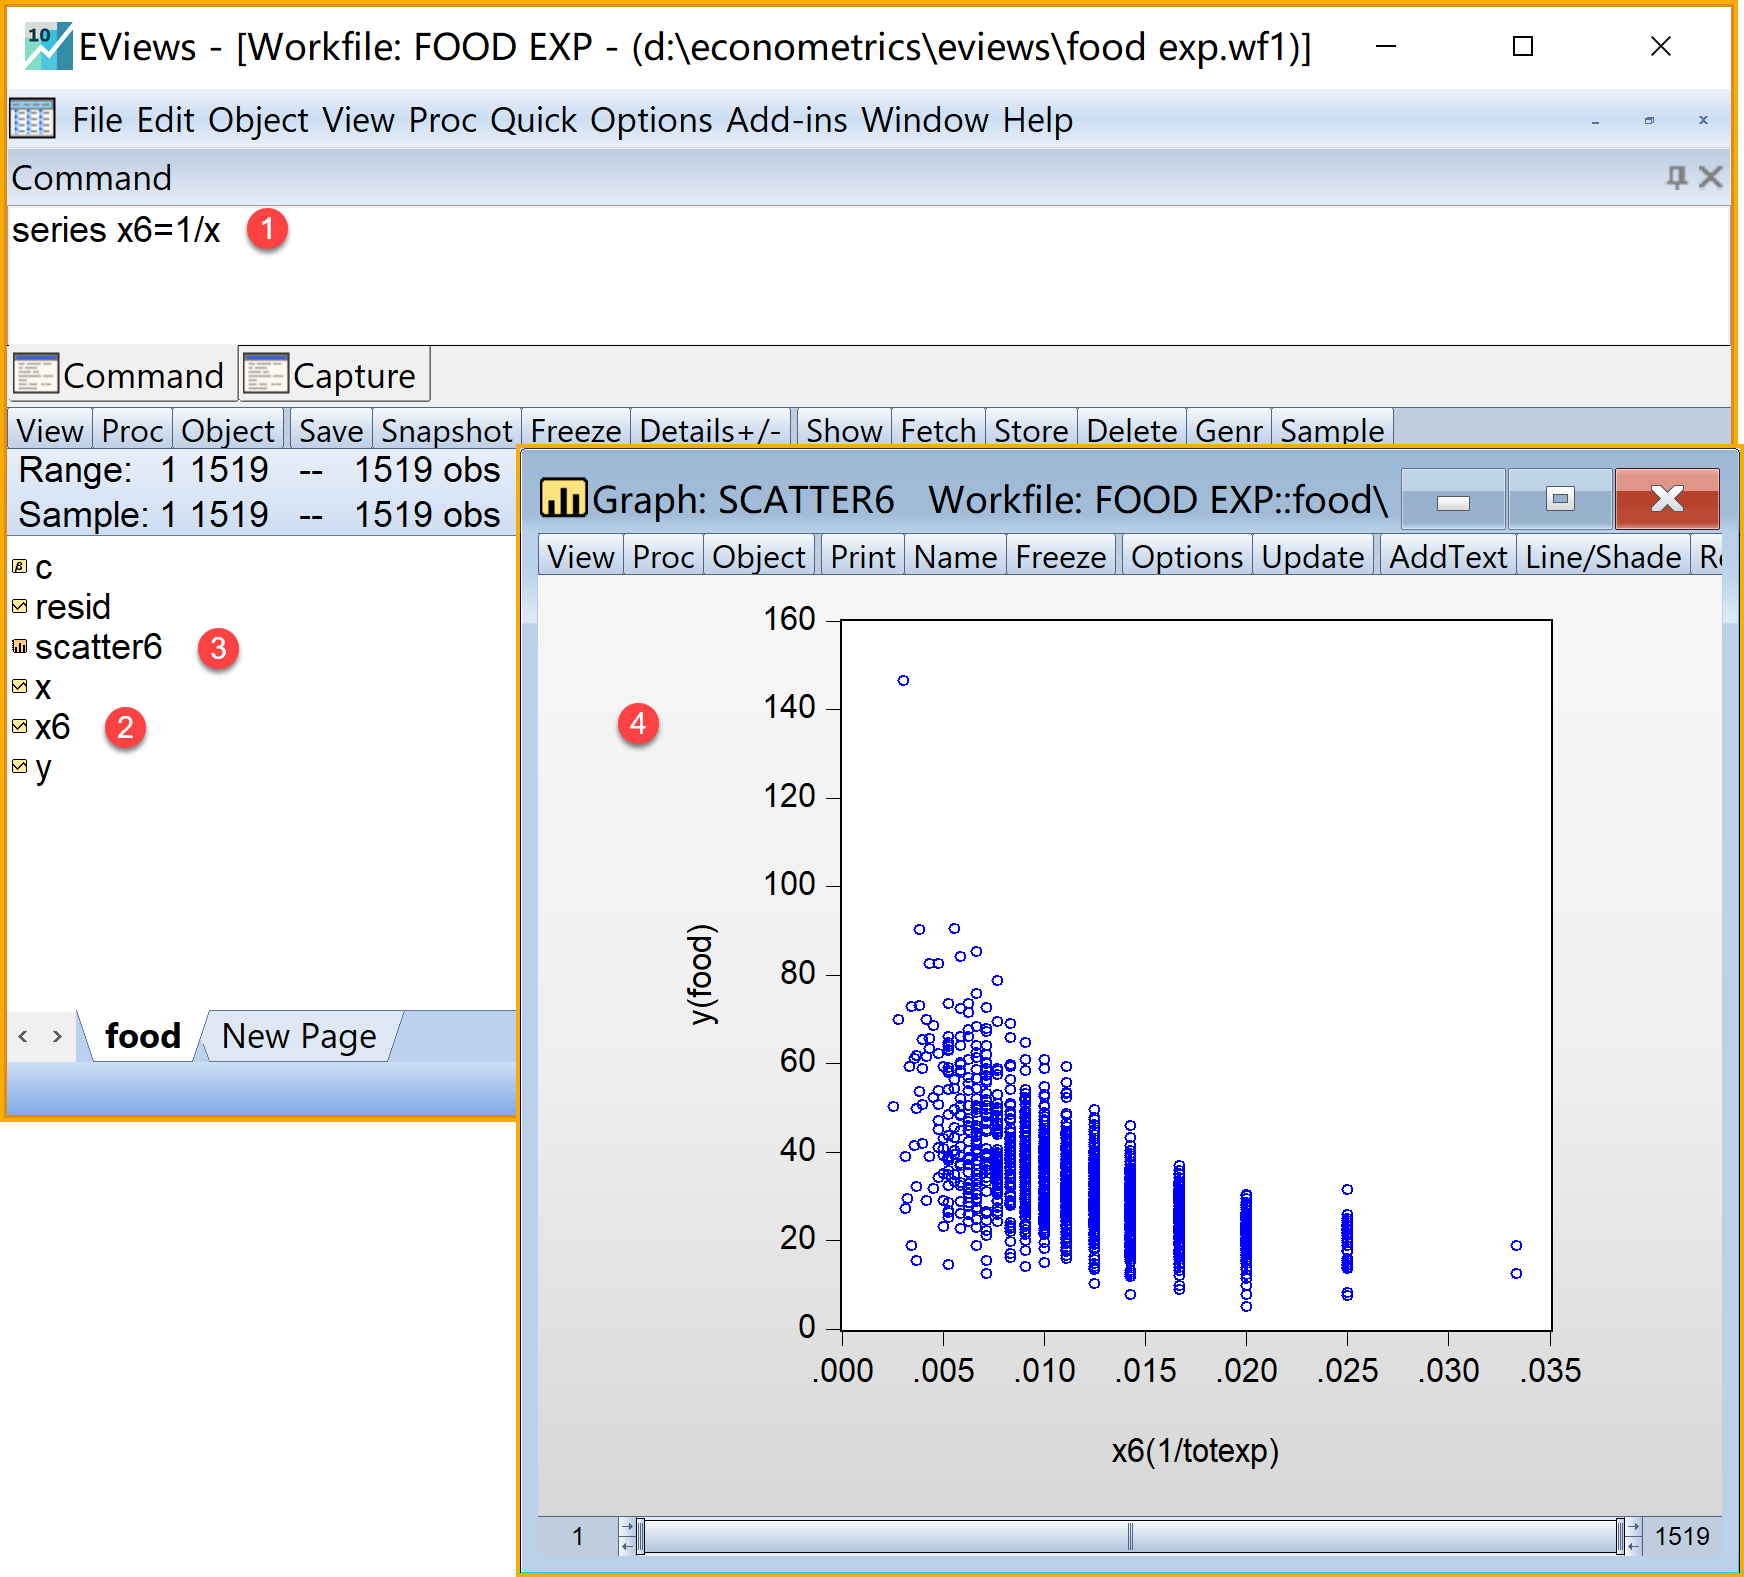 10 EViews - [Workfile: FOOD EXP - (d:\econometrics\eviews\food exp.wf1)]
File Edit Object View Proc Quick Options Add-ins Window Help
Command
series x6=1/x 1
Command Capture
View Proc Object Save Snapshot Freeze Details+/- Show Fetch Store Delete Genr Sample
Range: 1 1519 -- 1519 obs
Sample: 1 1519 -- 1519 obs
β c
resid
scatter6 3
x
x6 2
y
food New Page
Graph: SCATTER6 Workfile: FOOD EXP::food\
View Proc Object Print Name Freeze Options Update AddText Line/Shade
4
160
140
120
100
80
60
40
20
0
y(food)
.000 .005 .010 .015 .020 .025 .030 .035
x6(1/totexp)
1 1519